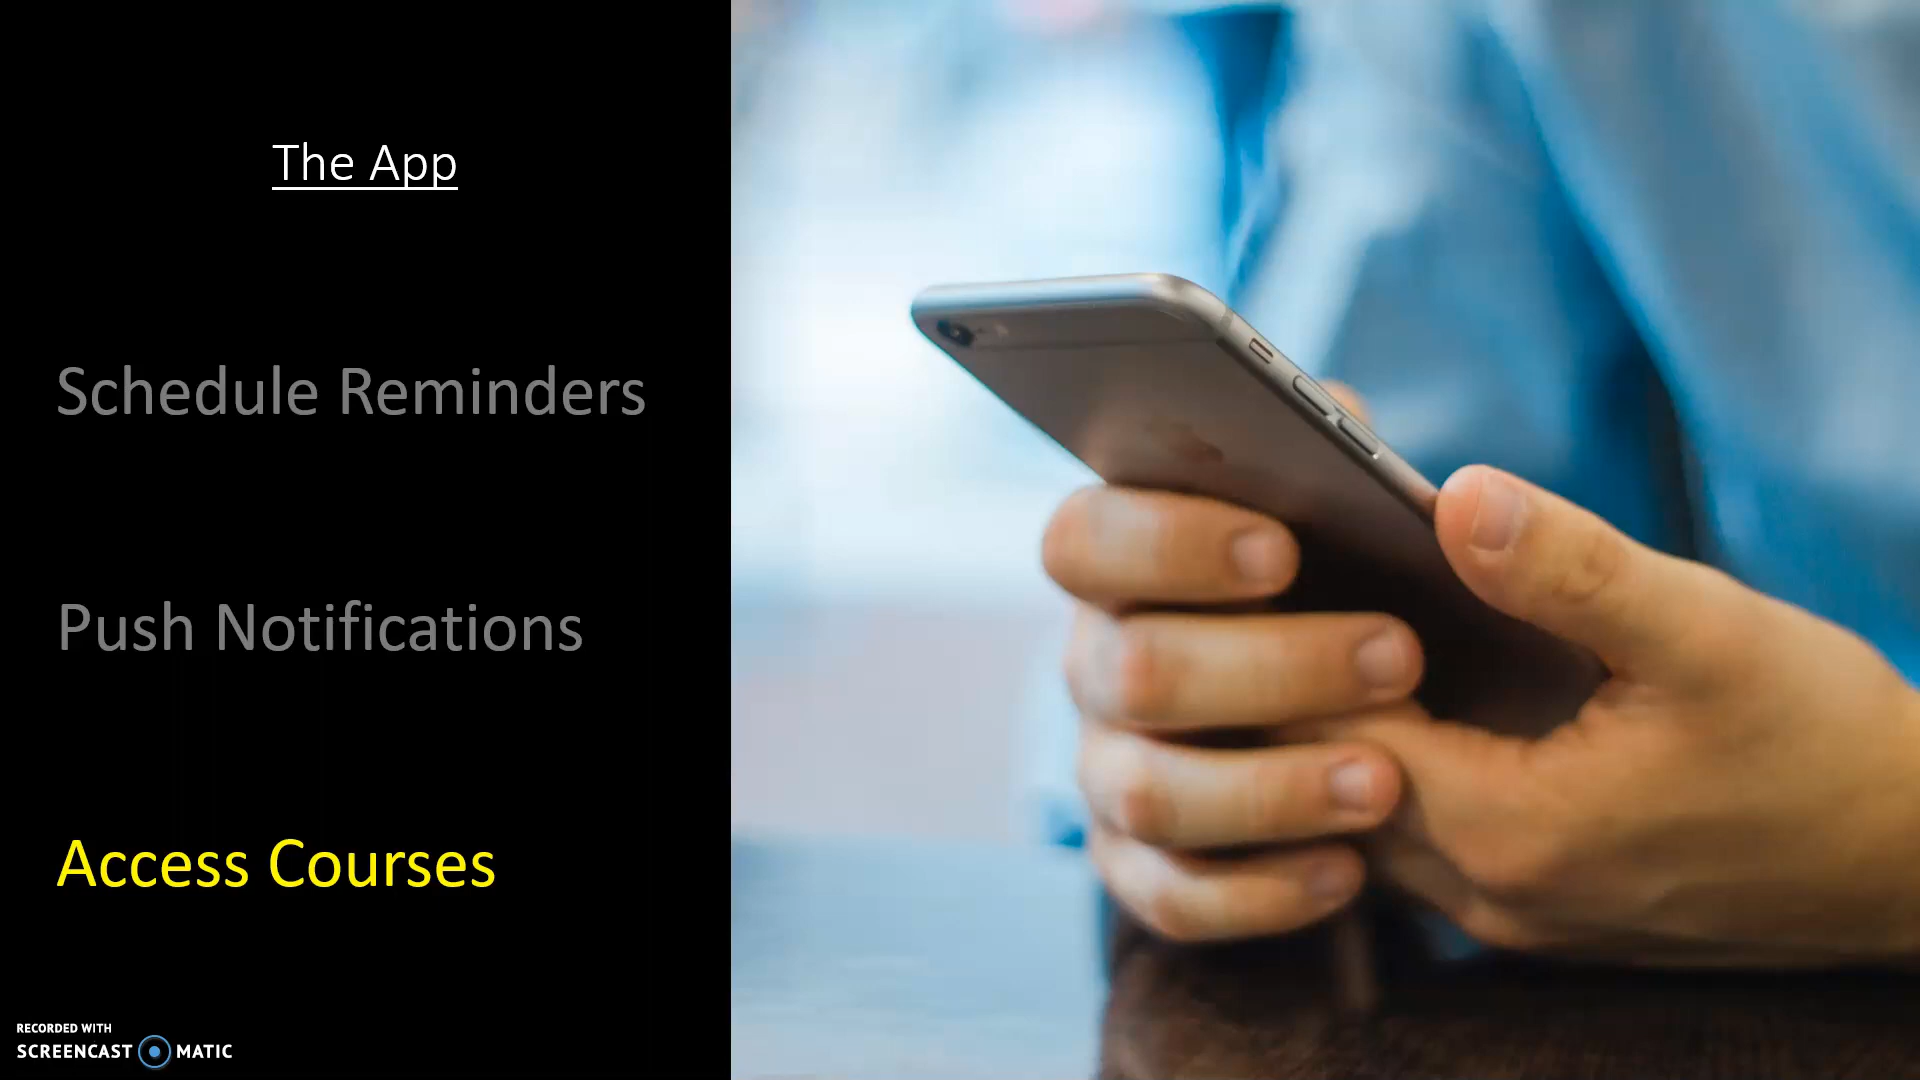 The App
Schedule Reminders
Push Notifications
Access Courses
RECORDED WITH
SCREENCAST MATIC